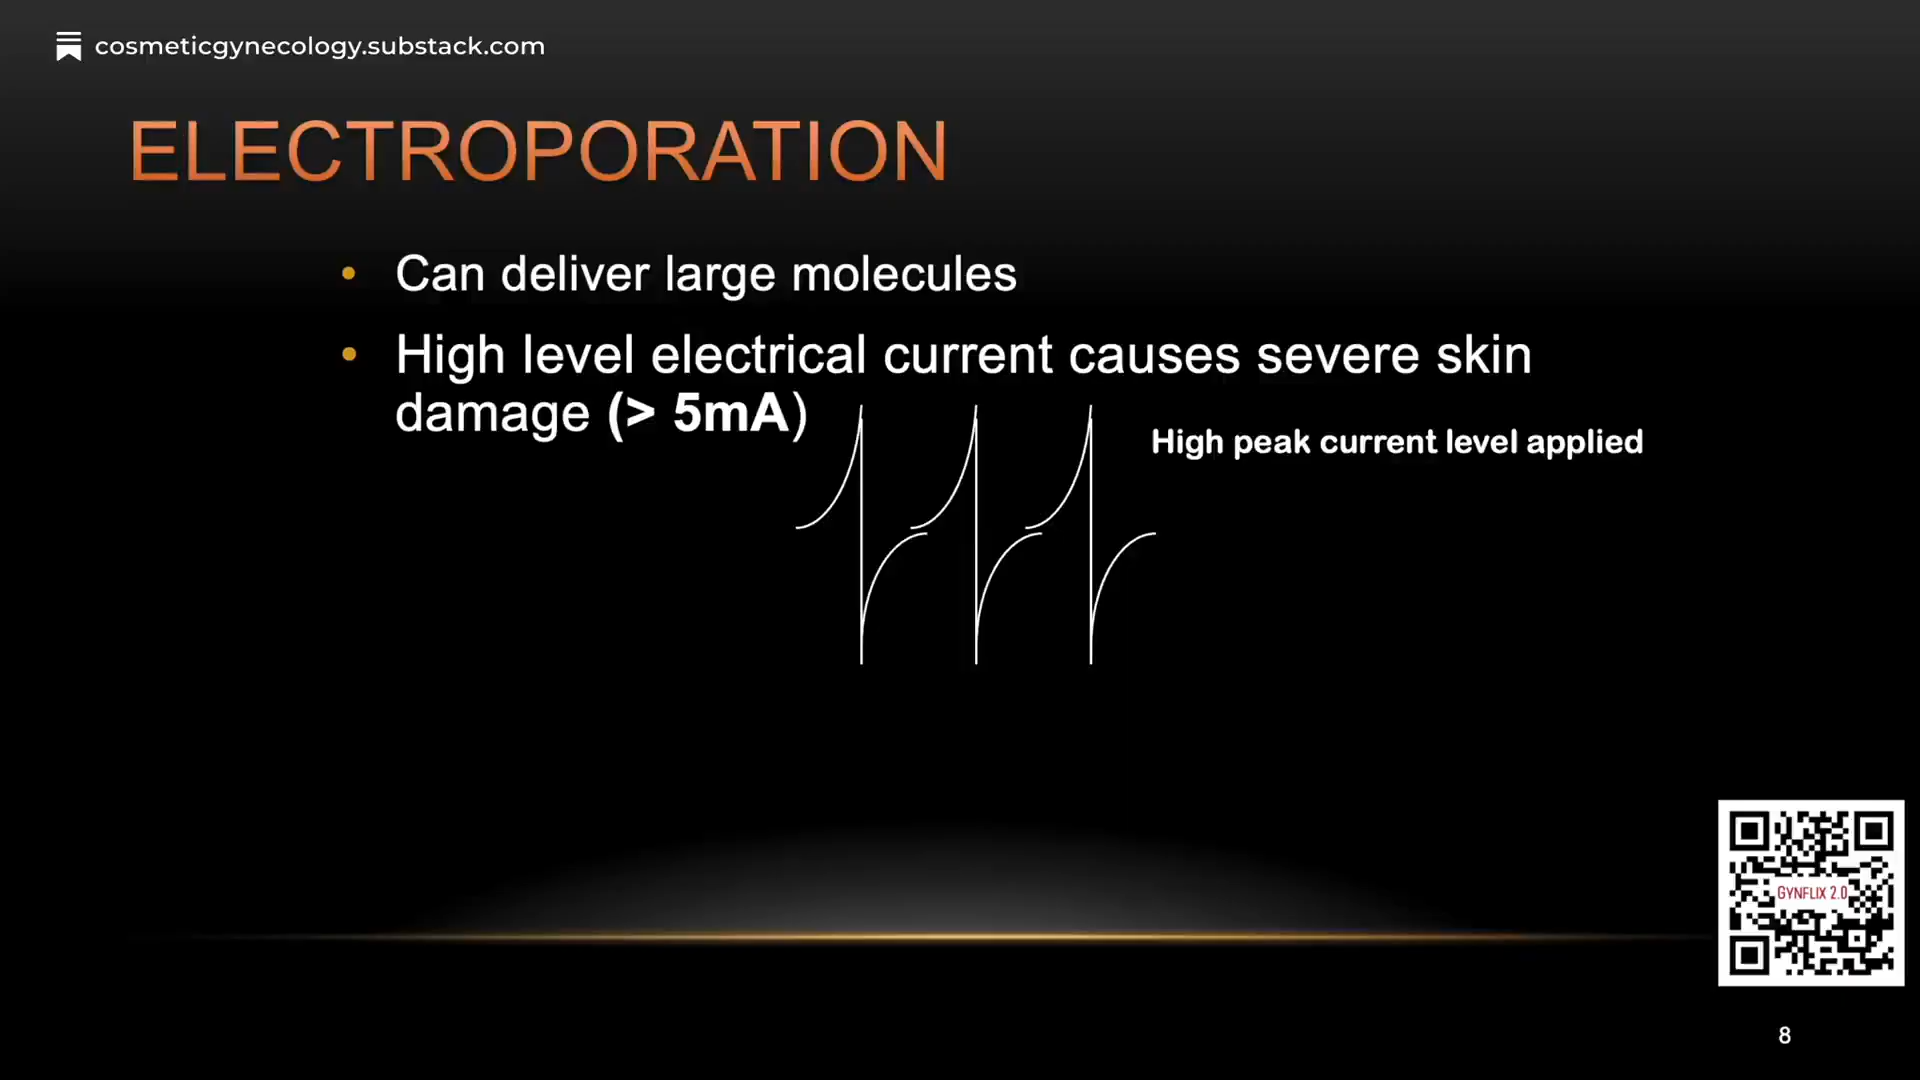 cosmeticgynecology.substack.com
ELECTROPORATION
• Can deliver large molecules
• High level electrical current causes severe skin
damage (> 5mA)
High peak current level applied
GYNFLIX 2.0
8